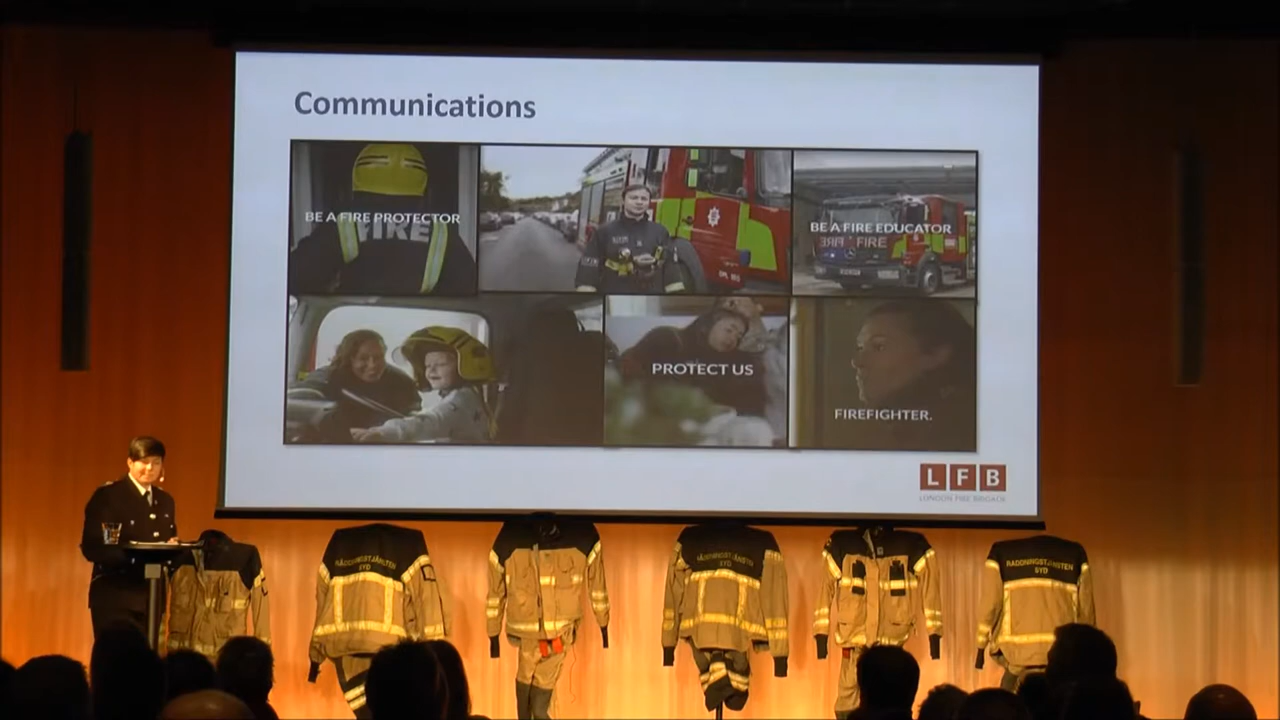 Communications
BE A FIRE PROTECTOR
FIRE
BE A FIRE EDUCATOR
FIRE
PROTECT US
FIREFIGHTER.
LFB
LONDON FIRE BRIGADE
RÄDDNINGSTJÄNSTEN
SYD
RÄDDNINGSTJÄNSTEN
SYD
RÄDDNINGSTJÄNSTEN
SYD